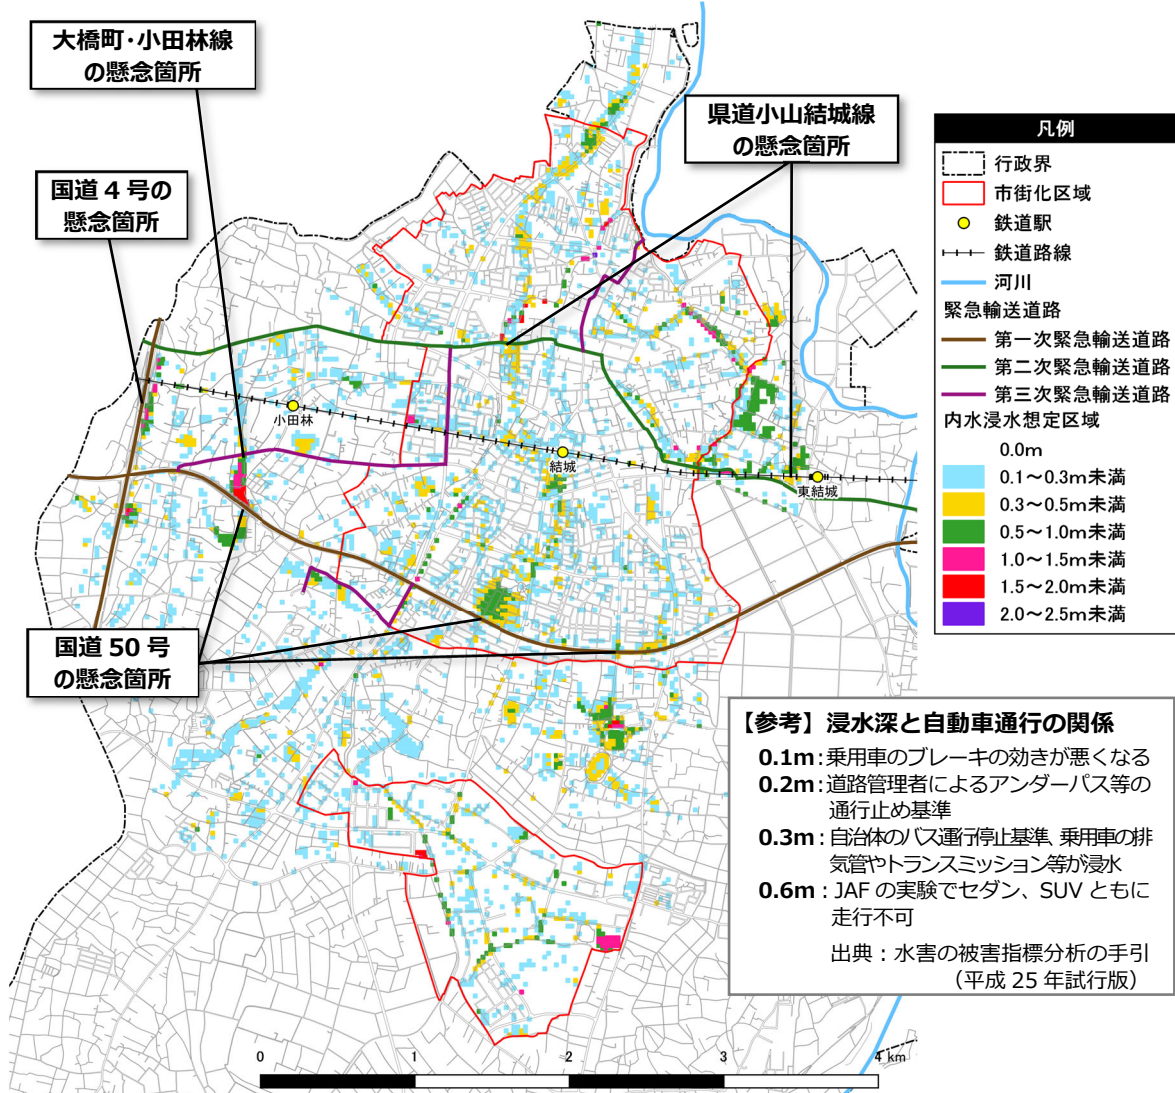 大橋町・小田林線
の懸念箇所
県道小山結城線
の懸念箇所
国道 4 号の
懸念箇所
凡例
行政界
市街化区域
鉄道駅
鉄道路線
河川
緊急輸送道路
第一次緊急輸送道路
第二次緊急輸送道路
第三次緊急輸送道路
内水浸水想定区域
0.0m
0.1～0.3m未満
0.3～0.5m未満
0.5～1.0m未満
1.0～1.5m未満
1.5～2.0m未満
2.0～2.5m未満
小田林
結城
東結城
国道 50 号
の懸念箇所
【参考】浸水深と自動車通行の関係
0.1m：乗用車のブレーキの効きが悪くなる
0.2m：道路管理者によるアンダーパス等の
通行止め基準
0.3m：自治体のバス運行停止基準、乗用車の排
気管やトランスミッション等が浸水
0.6m：JAF の実験でセダン、SUV ともに
走行不可
出典：水害の被害指標分析の手引
（平成 25 年試行版）
0 1 2 3 4 km